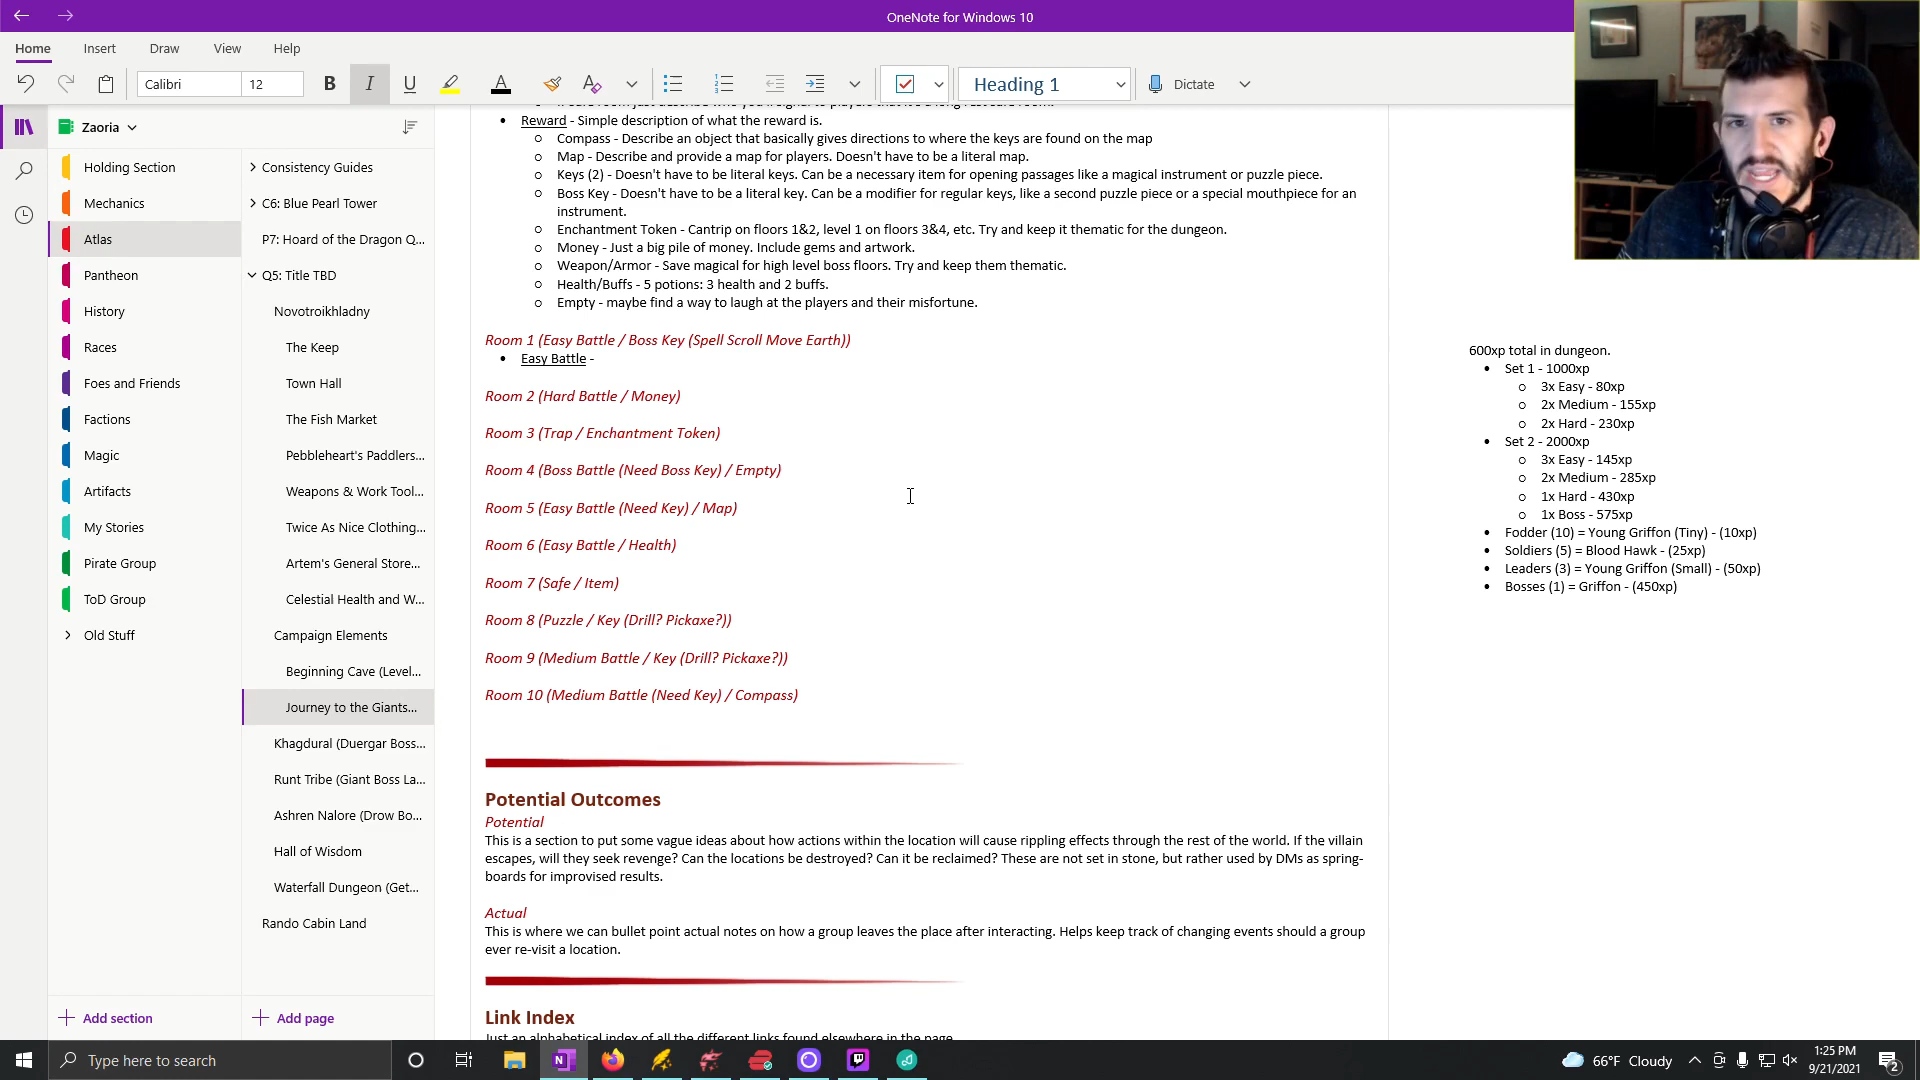 OneNote for Windows 10
Home
Insert
Draw
View
Help
Calibri
12
B
I
U
A
A
Heading 1
Dictate
Zaoria
Holding Section
Mechanics
Atlas
Pantheon
History
Races
Foes and Friends
Factions
Magic
Artifacts
My Stories
Pirate Group
ToD Group
Old Stuff
Add section
Consistency Guides
C6: Blue Pearl Tower
P7: Hoard of the Dragon Q...
Q5: Title TBD
Novotroikhladny
The Keep
Town Hall
The Fish Market
Pebbleheart's Paddlers...
Weapons & Work Tool...
Twice As Nice Clothing...
Artem's General Store...
Celestial Health and W...
Campaign Elements
Beginning Cave (Level...
Journey to the Giants...
Khagdural (Duergar Boss...
Runt Tribe (Giant Boss La...
Ashren Nalore (Drow Bo...
Hall of Wisdom
Waterfall Dungeon (Get...
Rando Cabin Land
Add page
• Reward - Simple description of what the reward is.
o Compass - Describe an object that basically gives directions to where the keys are found on the map
o Map - Describe and provide a map for players. Doesn't have to be a literal map.
o Keys (2) - Doesn't have to be literal keys. Can be a necessary item for opening passages like a magical instrument or puzzle piece.
o Boss Key - Doesn't have to be a literal key. Can be a modifier for regular keys, like a second puzzle piece or a special mouthpiece for an
instrument.
o Enchantment Token - Cantrip on floors 1&2, level 1 on floors 3&4, etc. Try and keep it thematic for the dungeon.
o Money - Just a big pile of money. Include gems and artwork.
o Weapon/Armor - Save magical for high level boss floors. Try and keep them thematic.
o Health/Buffs - 5 potions: 3 health and 2 buffs.
o Empty - maybe find a way to laugh at the players and their misfortune.
Room 1 (Easy Battle / Boss Key (Spell Scroll Move Earth))
• Easy Battle -
Room 2 (Hard Battle / Money)
Room 3 (Trap / Enchantment Token)
Room 4 (Boss Battle (Need Boss Key) / Empty)
Room 5 (Easy Battle (Need Key) / Map)
Room 6 (Easy Battle / Health)
Room 7 (Safe / Item)
Room 8 (Puzzle / Key (Drill? Pickaxe?))
Room 9 (Medium Battle / Key (Drill? Pickaxe?))
Room 10 (Medium Battle (Need Key) / Compass)
Potential Outcomes
Potential
This is a section to put some vague ideas about how actions within the location will cause rippling effects through the rest of the world. If the villain
escapes, will they seek revenge? Can the locations be destroyed? Can it be reclaimed? These are not set in stone, but rather used by DMs as spring-
boards for improvised results.
Actual
This is where we can bullet point actual notes on how a group leaves the place after interacting. Helps keep track of changing events should a group
ever re-visit a location.
Link Index
Just an alphabetical index of all the different links found elsewhere in the page.
600xp total in dungeon.
• Set 1 - 1000xp
o 3x Easy - 80xp
o 2x Medium - 155xp
o 2x Hard - 230xp
• Set 2 - 2000xp
o 3x Easy - 145xp
o 2x Medium - 285xp
o 1x Hard - 430xp
o 1x Boss - 575xp
• Fodder (10) = Young Griffon (Tiny) - (10xp)
• Soldiers (5) = Blood Hawk - (25xp)
• Leaders (3) = Young Griffon (Small) - (50xp)
• Bosses (1) = Griffon - (450xp)
Type here to search
66°F Cloudy
1:25 PM
9/21/2021
2